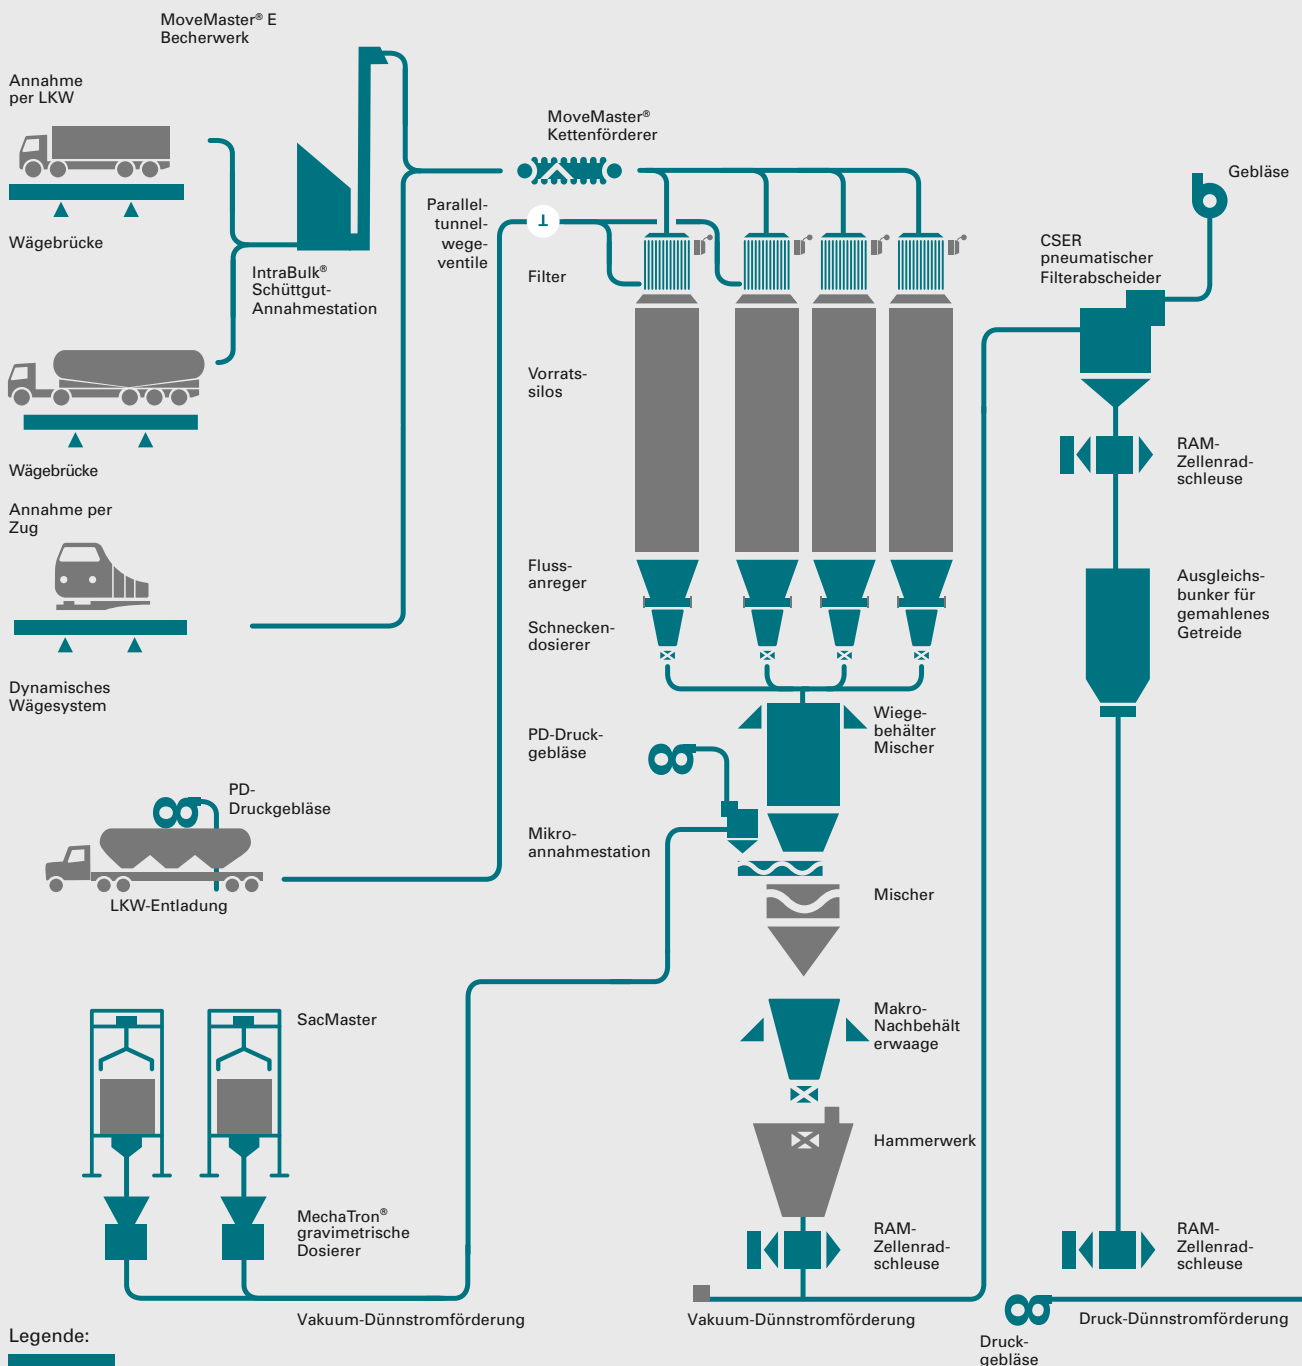 MoveMaster® E
Becherwerk
Annahme
per LKW
Wägebrücke
IntraBulk®
Schüttgut-
Annahmestation
Wägebrücke
Annahme per
Zug
Dynamisches
Wägesystem
PD-
Druckgebläse
LKW-Entladung
SacMaster
MechaTron®
gravimetrische
Dosierer
Vakuum-Dünnstromförderung
Legende:
MoveMaster®
Kettenförderer
Parallel-
tunnel-
wege-
ventile
Filter
Vorrats-
silos
Fluss-
anreger
Schnecken-
dosierer
PD-Druck-
gebläse
Mikro-
annahmestation
Wiege-
behälter
Mischer
Mischer
Makro-
Nachbehält
erwaage
Hammerwerk
RAM-
Zellenrad-
schleuse
Vakuum-Dünnstromförderung
Gebläse
CSER
pneumatischer
Filterabscheider
RAM-
Zellenrad-
schleuse
Ausgleichs-
bunker für
gemahlenes
Getreide
RAM-
Zellenrad-
schleuse
Druck-Dünnstromförderung
Druck-
gebläse